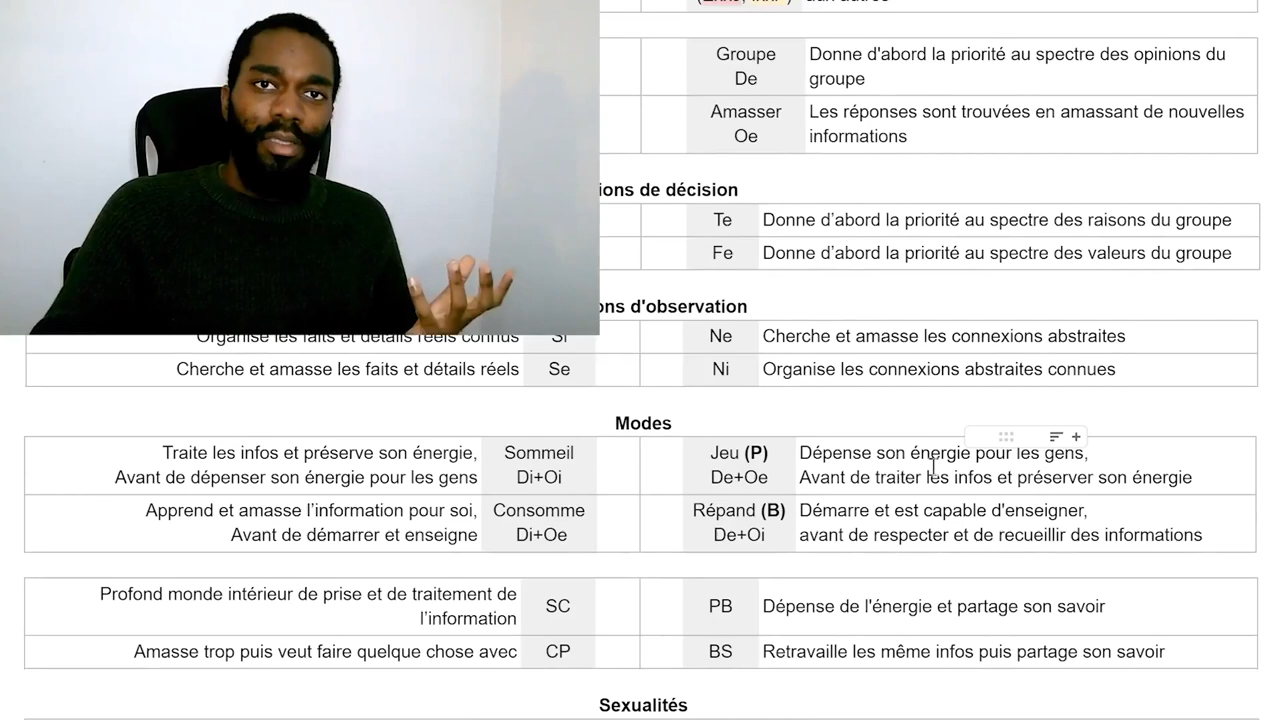 Groupe Donne d'abord la priorité au spectre des opinions du
De groupe
Amasser Les réponses sont trouvées en amassant de nouvelles
Oe informations
ions de décision
Te Donne d’abord la priorité au spectre des raisons du groupe
Fe Donne d’abord la priorité au spectre des valeurs du groupe
ns d'observation
Organise les faits et détails réels connus Si Ne Cherche et amasse les connexions abstraites
Cherche et amasse les faits et détails réels Se Ni Organise les connexions abstraites connues
Modes
Traite les infos et préserve son énergie, Sommeil Jeu (P) Dépense son énergie pour les gens,
Avant de dépenser son énergie pour les gens Di+Oi De+Oe Avant de traiter les infos et préserver son énergie
Apprend et amasse l’information pour soi, Consomme Répand (B) Démarre et est capable d'enseigner,
Avant de démarrer et enseigne Di+Oe De+Oi avant de respecter et de recueillir des informations
Profond monde intérieur de prise et de traitement de
l’information SC PB Dépense de l'énergie et partage son savoir
Amasse trop puis veut faire quelque chose avec CP BS Retravaille les même infos puis partage son savoir
Sexualités